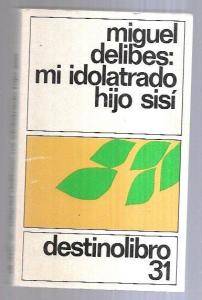 miguel
delibes:
mi idolatrado
hijo sisí
destinolibro
31